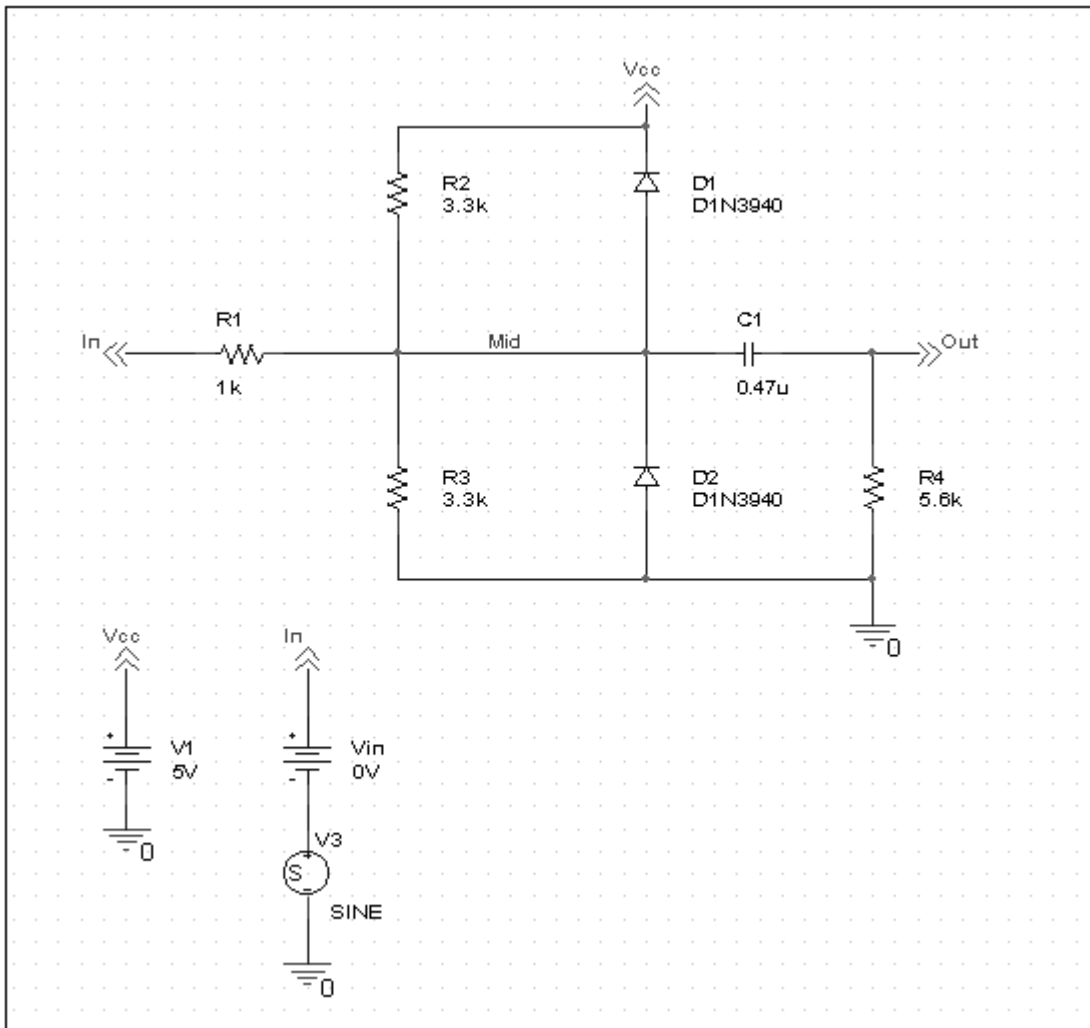 Vcc
R2
3.3k
D1
D1N3940
R1
1k
In
Mid
C1
0.47u
Out
R3
3.3k
D2
D1N3940
R4
5.6k
0
Vcc
In
V1
5V
Vin
0V
0
V3
S
SINE
0